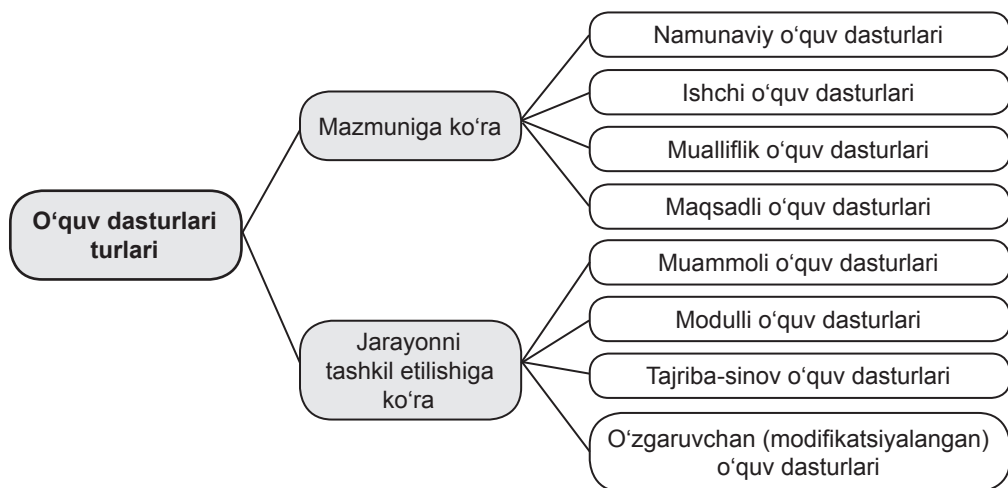 O‘quv dasturlari
turlari
Mazmuniga ko‘ra
Namunaviy o‘quv dasturlari
Ishchi o‘quv dasturlari
Mualliflik o‘quv dasturlari
Maqsadli o‘quv dasturlari
Jarayonni
tashkil etilishiga
ko‘ra
Muammoli o‘quv dasturlari
Modulli o‘quv dasturlari
Tajriba-sinov o‘quv dasturlari
O‘zgaruvchan (modifikatsiyalangan)
o‘quv dasturlari